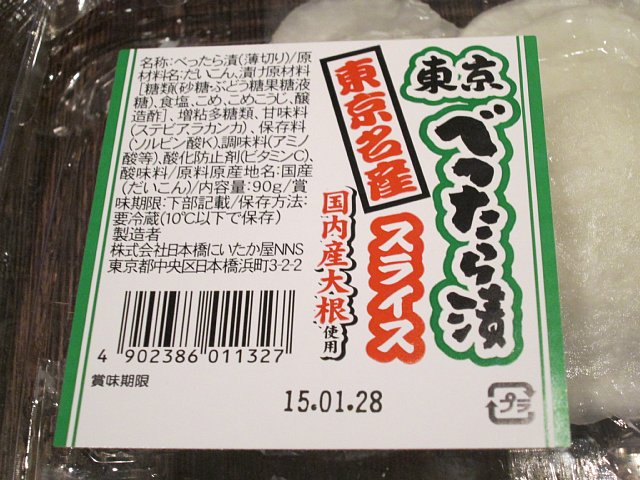 東京
べったら漬
東京名産
スライス
国内産大根使用
名称:べったら漬(薄切り)/原
材料名:だいこん、漬け原材料
[糖類(砂糖・ぶどう糖果糖液
糖)、食塩、こめ、こめこうじ、醸
造酢]、増粘多糖類、甘味料
(ステビア、ラカンカ)、保存料
(ソルビン酸K)、調味料(アミノ
酸等)、酸化防止剤(ビタミンC)、
酸味料/原料原産地名:国産
(だいこん)/内容量:90g/賞
味期限:下部記載/保存方法:
要冷蔵(10℃以下で保存)
製造者
株式会社日本橋にいたか屋NNS
東京都中央区日本橋浜町3-2-2
4 902386 011327
賞味期限
15.01.28
プラ